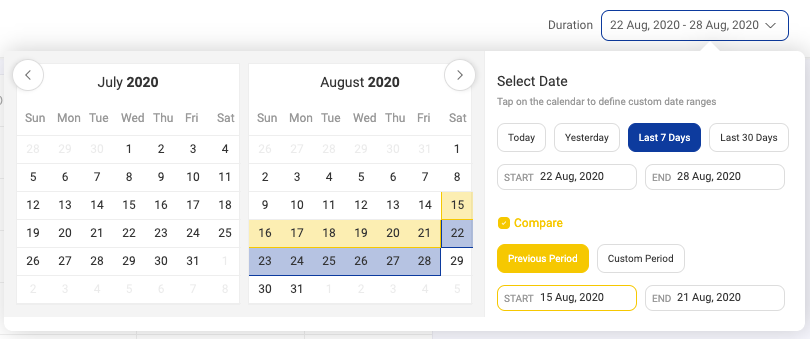 Duration 22 Aug, 2020 - 28 Aug, 2020
July 2020
Sun Mon Tue Wed Thu Fri Sat
28 29 30 1 2 3 4
5 6 7 8 9 10 11
12 13 14 15 16 17 18
19 20 21 22 23 24 25
26 27 28 29 30 31 1
2 3 4 5 6 7 8
August 2020
Sun Mon Tue Wed Thu Fri Sat
26 27 28 29 30 31 1
2 3 4 5 6 7 8
9 10 11 12 13 14 15
16 17 18 19 20 21 22
23 24 25 26 27 28 29
30 31 1 2 3 4 5
Select Date
Tap on the calendar to define custom date ranges
Today Yesterday Last 7 Days Last 30 Days
START 22 Aug, 2020 END 28 Aug, 2020
Compare
Previous Period Custom Period
START 15 Aug, 2020 END 21 Aug, 2020